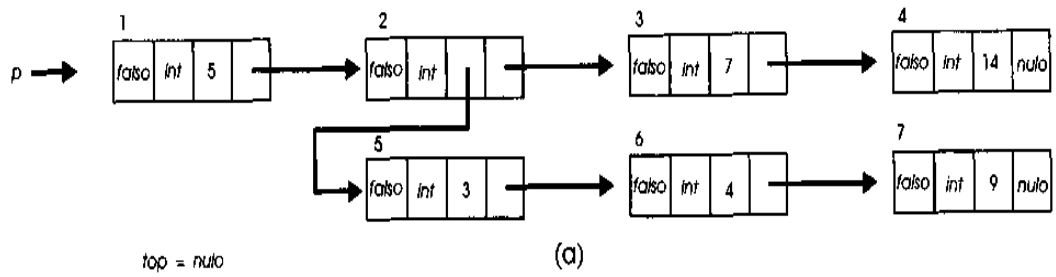 1 2 3 4
p falso int 5 falso int falso int 7 falso int 14 nulo
5 6 7
falso int 3 falso int 4 falso int 9 nulo
top = nulo (a)